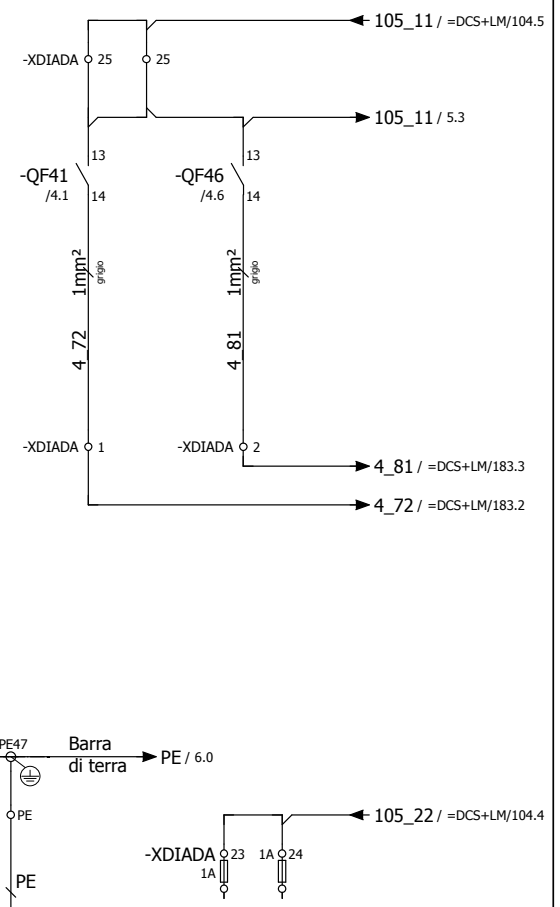 105_11 / =DCS+LM/104.5
-XDIADA 25 25
105_11 / 5.3
13 13
-QF41 -QF46
/4.1 14 /4.6 14
1mm² grigio 1mm² grigio
4_72 4_81
-XDIADA 1 -XDIADA 2
4_81 / =DCS+LM/183.3
4_72 / =DCS+LM/183.2
PE47 Barra
di terra PE / 6.0
PE 105_22 / =DCS+LM/104.4
-XDIADA 23 1A 24
1A
PE